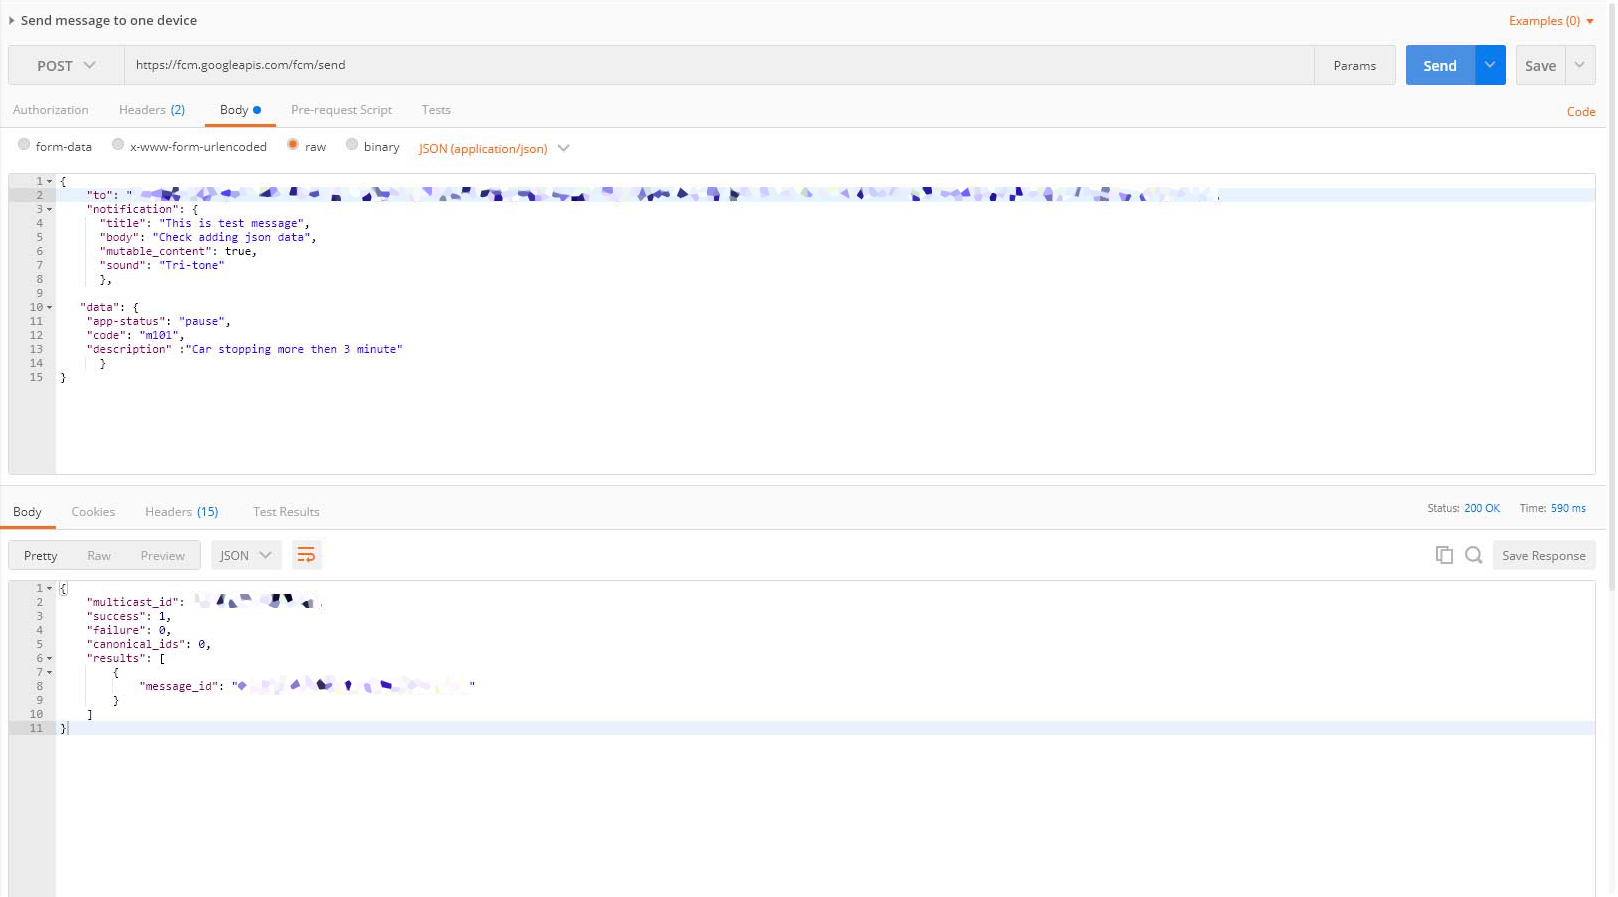 Send message to one device
Examples (0)
POST
https://fcm.googleapis.com/fcm/send
Params
Send
Save
Authorization
Headers (2)
Body
Pre-request Script
Tests
Code
form-data
x-www-form-urlencoded
raw
binary
JSON (application/json)
1 {
2 "to": "
3 "notification": {
4 "title": "This is test message",
5 "body": "Check adding json data",
6 "mutable_content": true,
7 "sound": "Tri-tone"
8 },
9
10 "data": {
11 "app-status": "pause",
12 "code": "m101",
13 "description" :"Car stopping more then 3 minute"
14 }
15 }
Body
Cookies
Headers (15)
Test Results
Status: 200 OK
Time: 590 ms
Pretty
Raw
Preview
JSON
Save Response
1 {
2 "multicast_id":
3 "success": 1,
4 "failure": 0,
5 "canonical_ids": 0,
6 "results": [
7 {
8 "message_id": " "
9 }
10 ]
11 }